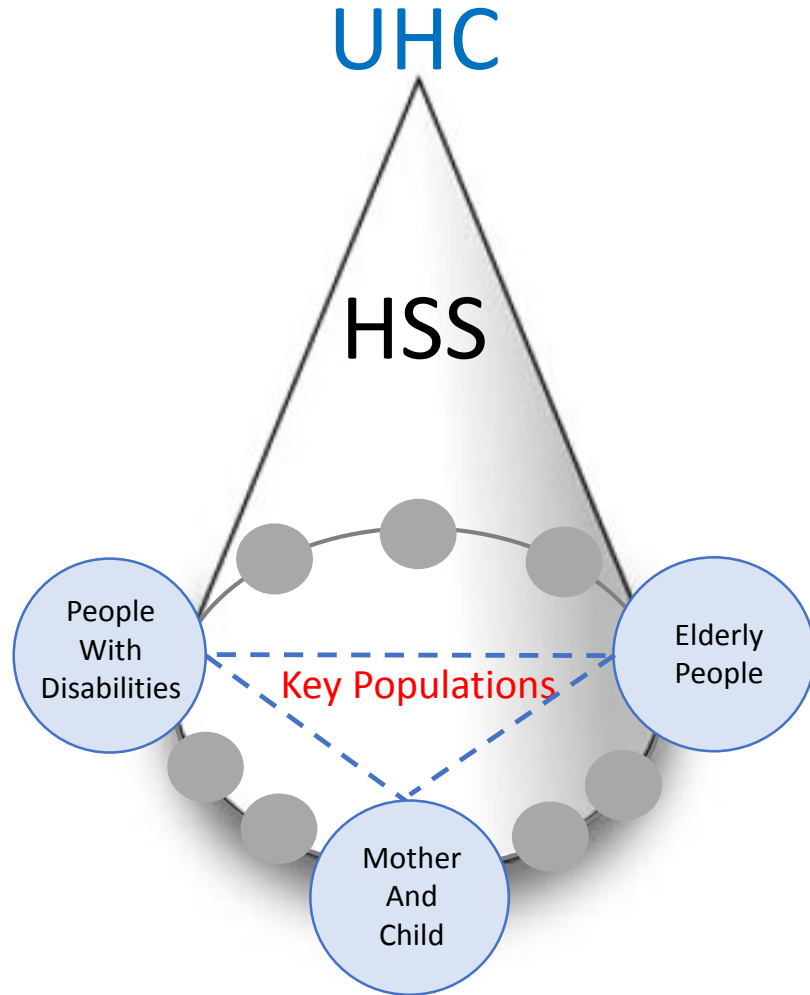 UHC
HSS
People
With
Disabilities
Key Populations
Elderly
People
Mother
And
Child